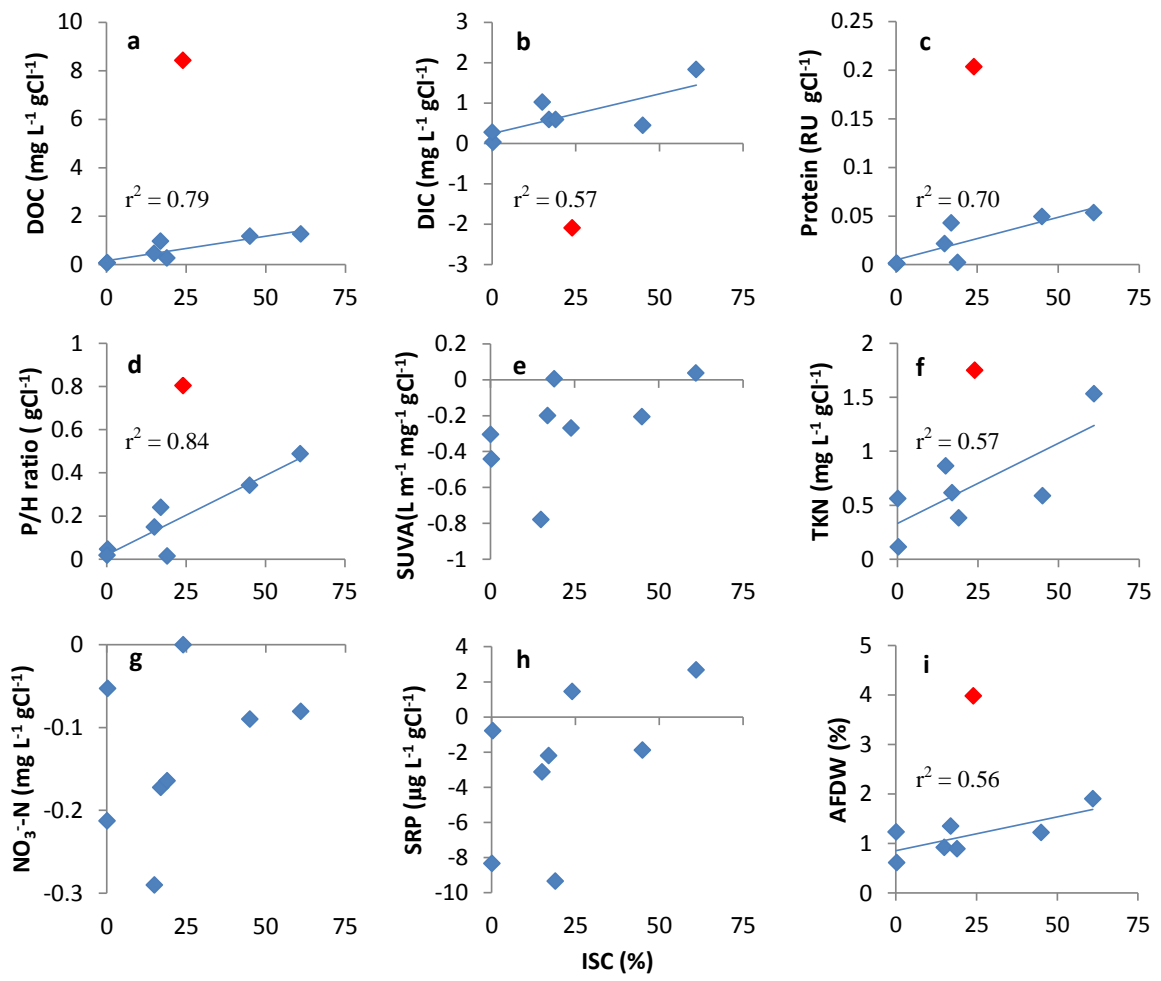 a
DOC (mg L-1 gCl-1)
10
8
6
4
2
0
r2 = 0.79
0 25 50 75
b
DIC (mg L-1 gCl-1)
3
2
1
0
-1
-2
-3
r2 = 0.57
0 25 50 75
c
Protein (RU gCl-1)
0.25
0.2
0.15
0.1
0.05
0
r2 = 0.70
0 25 50 75
d
P/H ratio ( gCl-1)
1
0.8
0.6
0.4
0.2
0
r2 = 0.84
0 25 50 75
e
SUVA(L m-1 mg-1 gCl-1)
0.2
0
-0.2
-0.4
-0.6
-0.8
-1
0 25 50 75
f
TKN (mg L-1 gCl-1)
2
1.5
1
0.5
0
r2 = 0.57
0 25 50 75
g
NO3--N (mg L-1 gCl-1)
0
-0.1
-0.2
-0.3
0 25 50 75
h
SRP (µg L-1 gCl-1)
4
2
0
-2
-4
-6
-8
-10
0 25 50 75
i
AFDW (%)
5
4
3
2
1
0
r2 = 0.56
0 25 50 75
ISC (%)